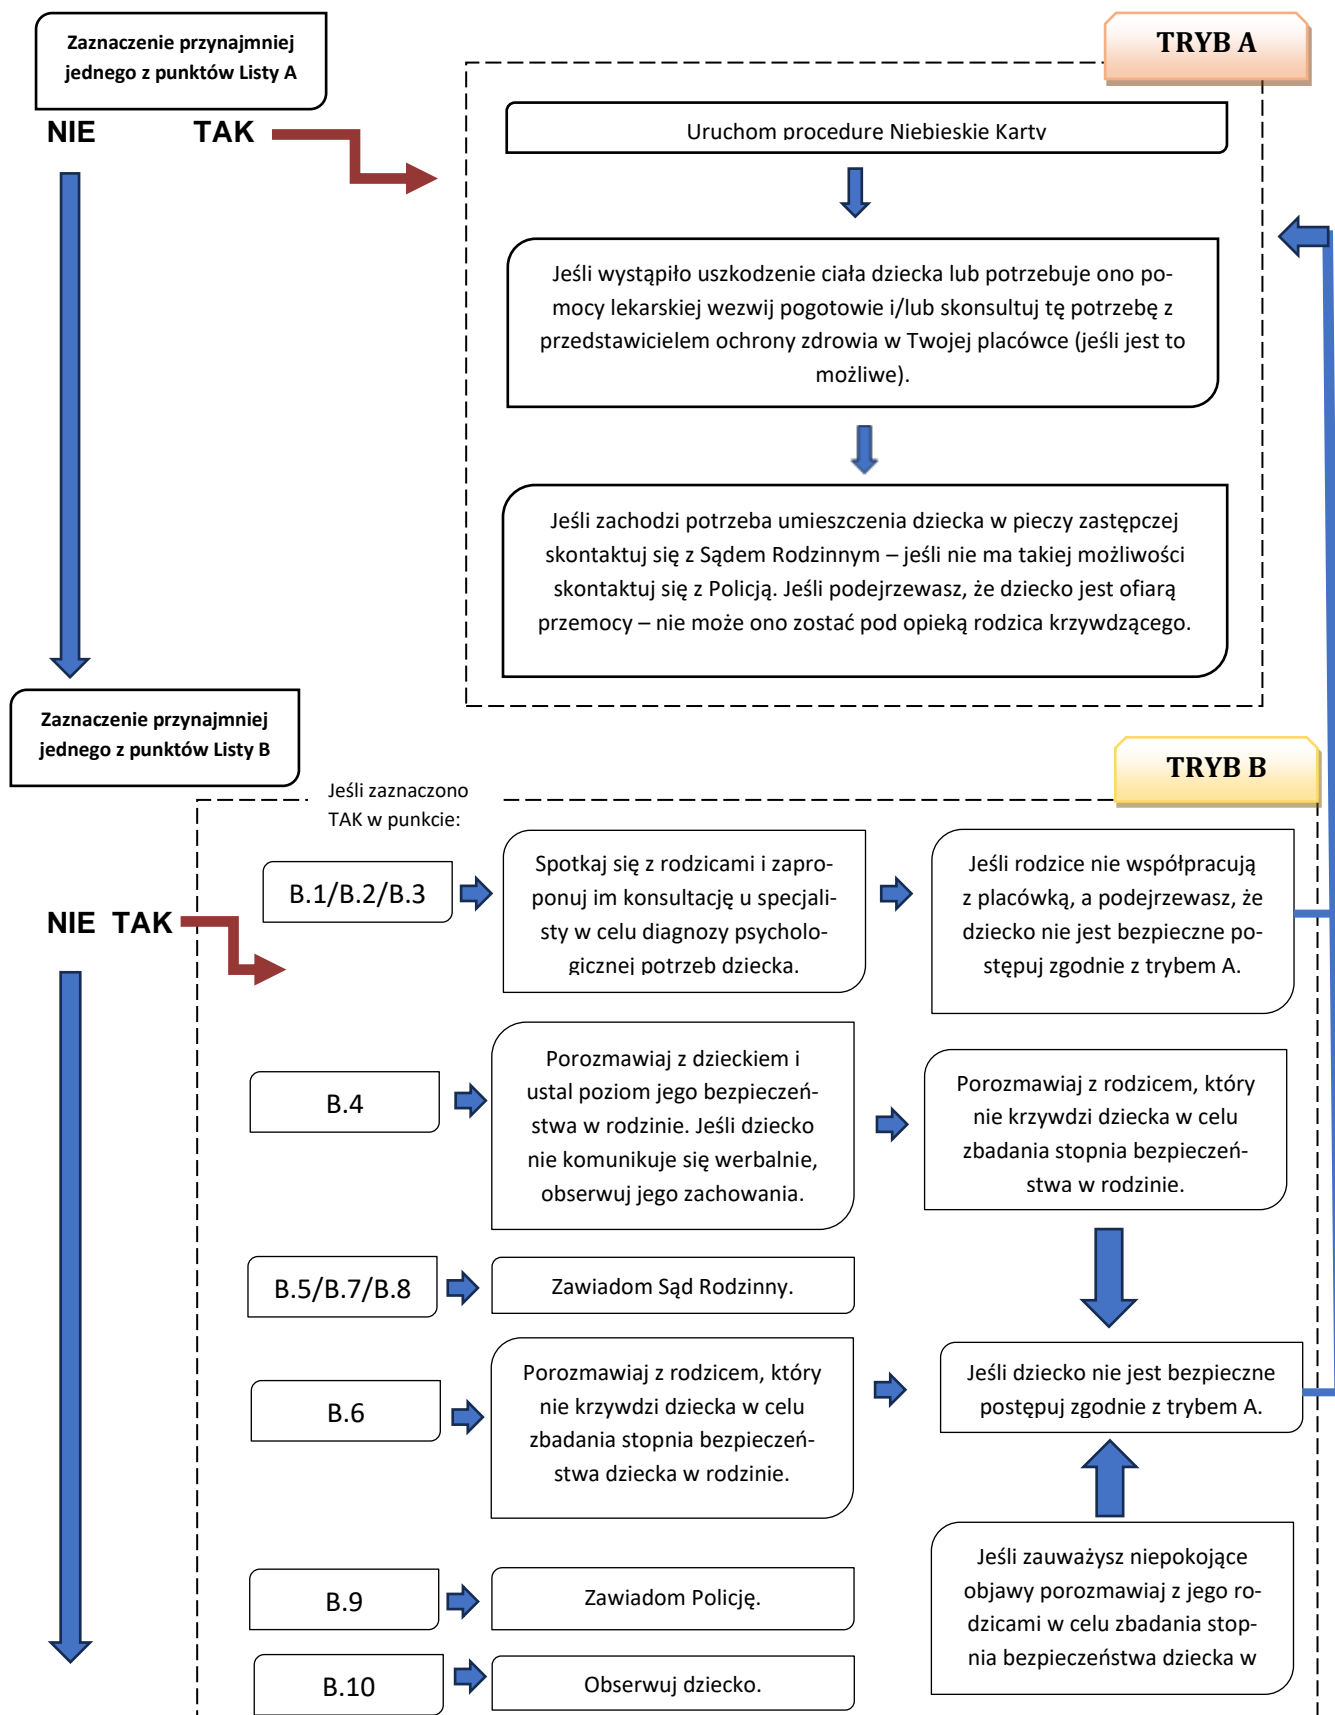 Zaznaczenie przynajmniej
jednego z punktów Listy A
NIE TAK
TRYB A
Uruchom procedurę Niebieskie Karty
Jeśli wystąpiło uszkodzenie ciała dziecka lub potrzebuje ono po-
mocy lekarskiej wezwij pogotowie i/lub skonsultuj tę potrzebę z
przedstawicielem ochrony zdrowia w Twojej placówce (jeśli jest to
możliwe).
Jeśli zachodzi potrzeba umieszczenia dziecka w pieczy zastępczej
skontaktuj się z Sądem Rodzinnym – jeśli nie ma takiej możliwości
skontaktuj się z Policją. Jeśli podejrzewasz, że dziecko jest ofiarą
przemocy – nie może ono zostać pod opieką rodzica krzywdzącego.
Zaznaczenie przynajmniej
jednego z punktów Listy B
TRYB B
Jeśli zaznaczono
TAK w punkcie:
NIE TAK
B.1/B.2/B.3
Spotkaj się z rodzicami i zapro-
ponuj im konsultację u specjali-
sty w celu diagnozy psycholo-
gicznej potrzeb dziecka.
Jeśli rodzice nie współpracują
z placówką, a podejrzewasz, że
dziecko nie jest bezpieczne po-
stępuj zgodnie z trybem A.
B.4
Porozmawiaj z dzieckiem i
ustal poziom jego bezpieczeń-
stwa w rodzinie. Jeśli dziecko
nie komunikuje się werbalnie,
obserwuj jego zachowania.
Porozmawiaj z rodzicem, który
nie krzywdzi dziecka w celu
zbadania stopnia bezpieczeń-
stwa w rodzinie.
B.5/B.7/B.8
Zawiadom Sąd Rodzinny.
B.6
Porozmawiaj z rodzicem, który
nie krzywdzi dziecka w celu
zbadania stopnia bezpieczeń-
stwa dziecka w rodzinie.
Jeśli dziecko nie jest bezpieczne
postępuj zgodnie z trybem A.
B.9
Zawiadom Policję.
B.10
Obserwuj dziecko.
Jeśli zauważysz niepokojące
objawy porozmawiaj z jego ro-
dzicami w celu zbadania stop-
nia bezpieczeństwa dziecka w